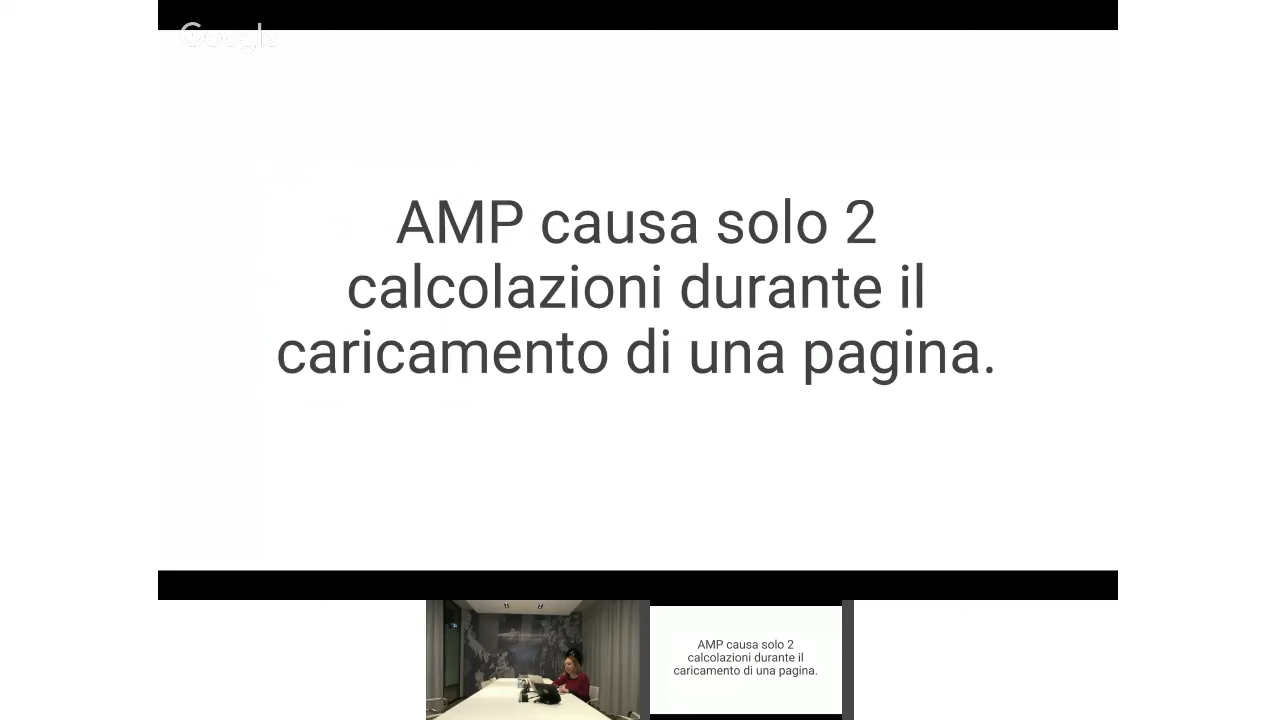 Google
AMP causa solo 2
calcolazioni durante il
caricamento di una pagina.
AMP causa solo 2
calcolazioni durante il
caricamento di una pagina.